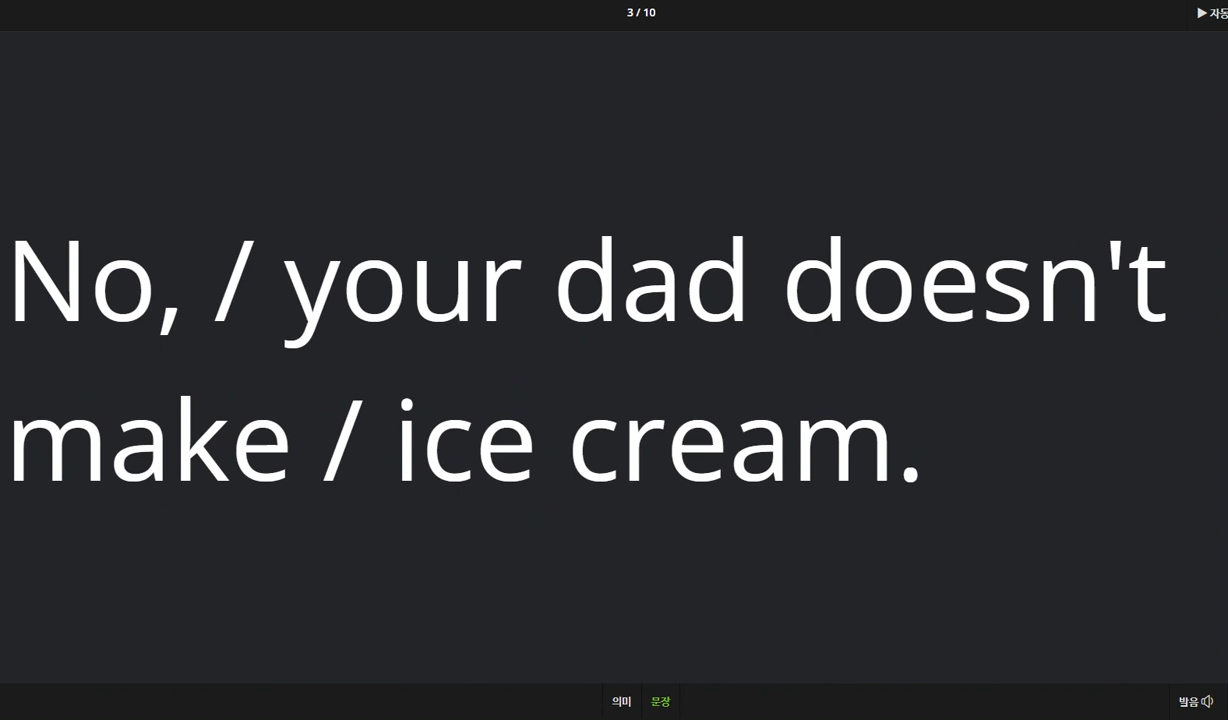 3 / 10
▶ 자동
No, / your dad doesn't
make / ice cream.
의미
문장
발음